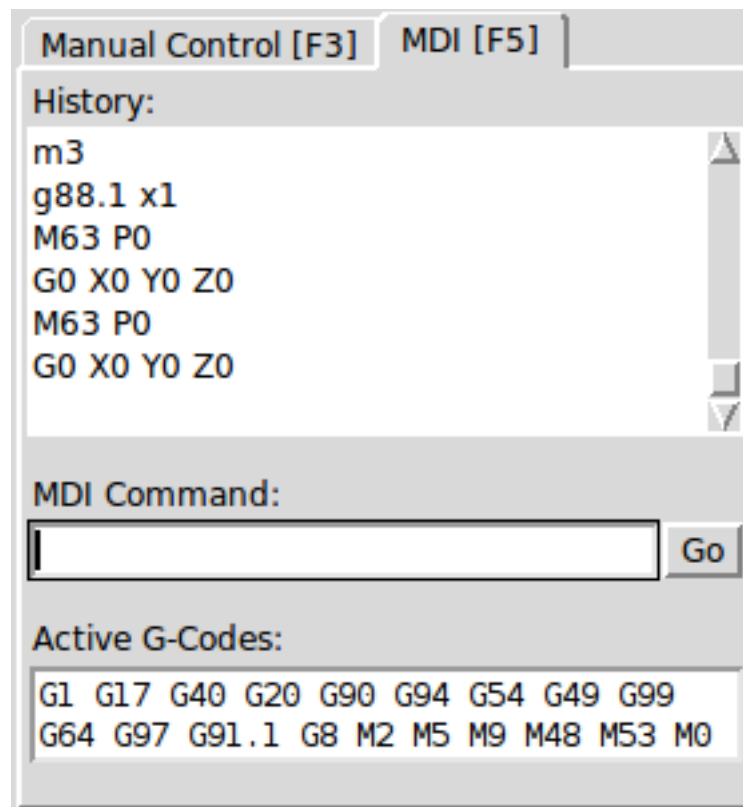 Manual Control [F3] MDI [F5]
History:
m3
g88.1 x1
M63 P0
G0 X0 Y0 Z0
M63 P0
G0 X0 Y0 Z0
MDI Command:
Go
Active G-Codes:
G1 G17 G40 G20 G90 G94 G54 G49 G99
G64 G97 G91.1 G8 M2 M5 M9 M48 M53 M0